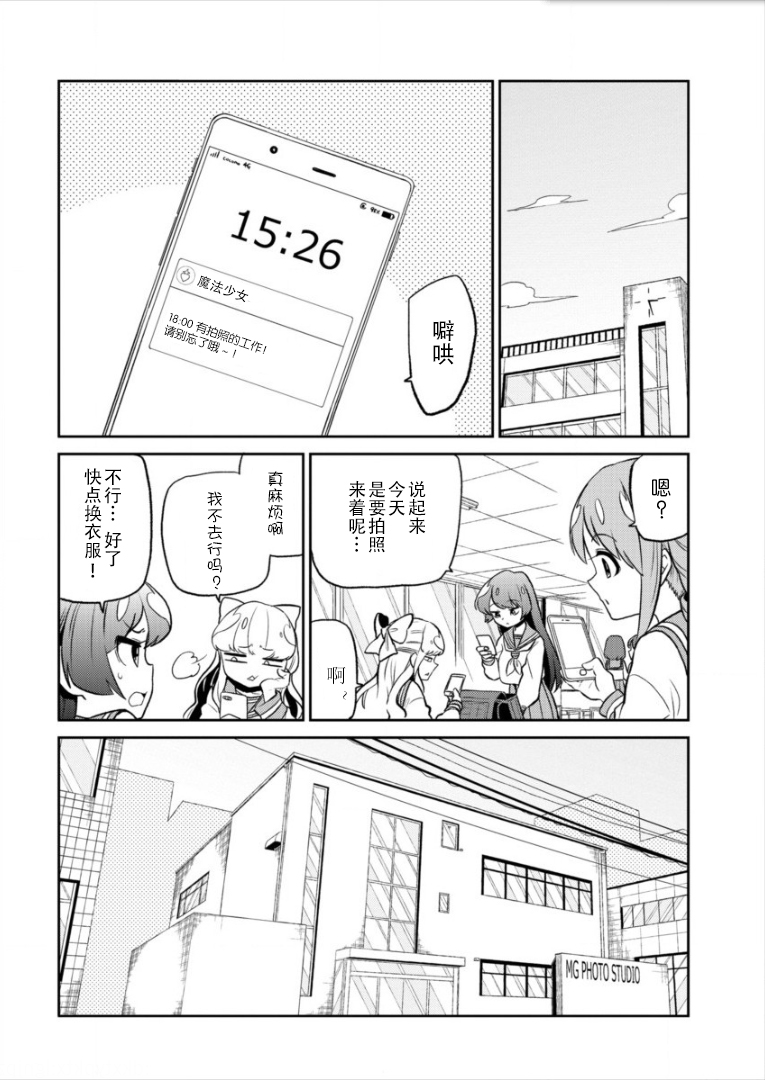 噼哄
15:26
魔法少女
18:00 有拍照的工作！
请别忘了哦～！
嗯？
说起来
今天
是要拍照
来着呢…
啊～
真麻烦啊
我
不去行吗？
不行… 好了
快点换衣服！
MG PHOTO STUDIO